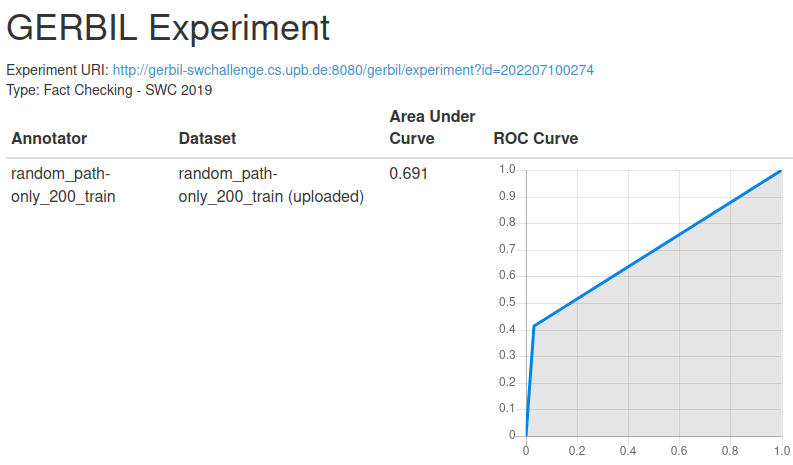 GERBIL Experiment
Experiment URI: http://gerbil-swchallenge.cs.upb.de:8080/gerbil/experiment?id=202207100274
Type: Fact Checking - SWC 2019
Annotator
Dataset
Area Under
Curve
ROC Curve
random_path-
only_200_train
random_path-
only_200_train (uploaded)
0.691
1.0
0.9
0.8
0.7
0.6
0.5
0.4
0.3
0.2
0.1
0
0
0.2
0.4
0.6
0.8
1.0